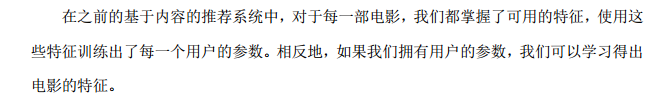 在之前的基于内容的推荐系统中，对于每一部电影，我们都掌握了可用的特征，使用这
些特征训练出了每一个用户的参数。相反地，如果我们拥有用户的参数，我们可以学习得出
电影的特征。